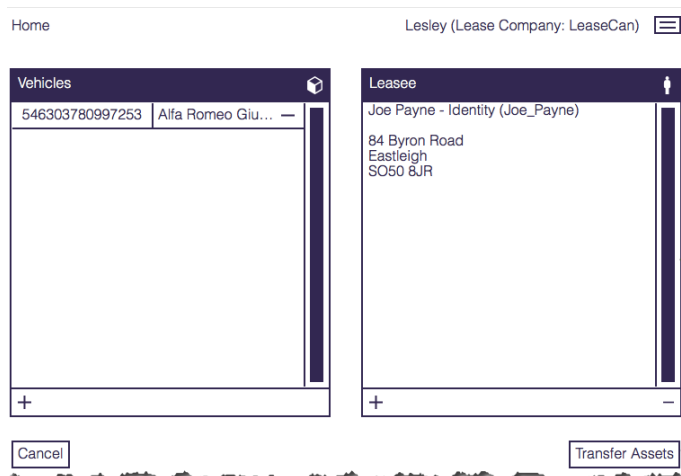 Home
Lesley (Lease Company: LeaseCan)
Vehicles
546303780997253 Alfa Romeo Giu... —
+
Leasee
Joe Payne - Identity (Joe_Payne)
84 Byron Road
Eastleigh
SO50 8JR
+ −
Cancel
Transfer Assets